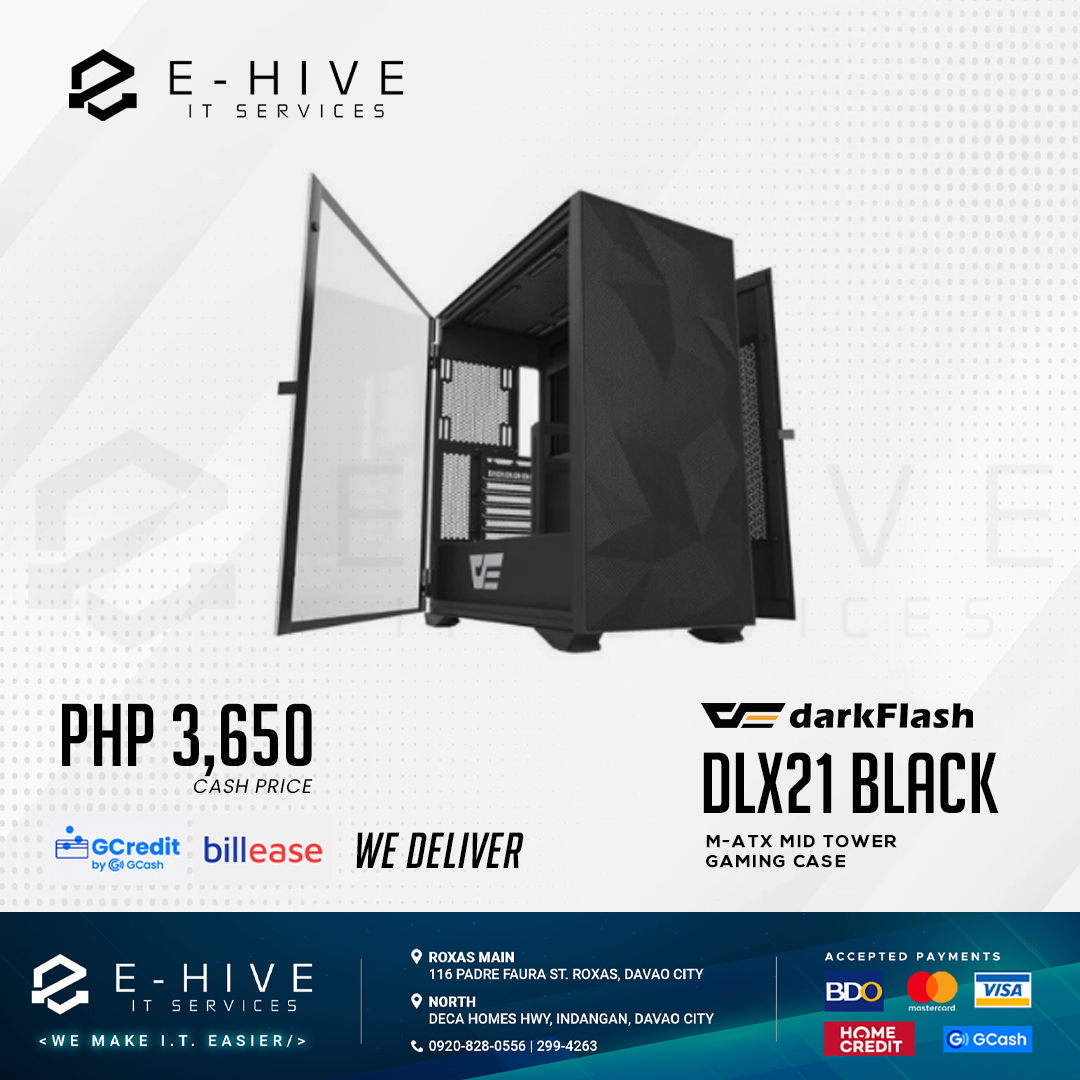 E-HIVE
IT SERVICES
E-HIVE
IT SERVICES
PHP 3,650
CASH PRICE
GCredit
by GCash
billease
WE DELIVER
darkFlash
DLX21 BLACK
M-ATX MID TOWER
GAMING CASE
E-HIVE
IT SERVICES
<WE MAKE I.T. EASIER/>
ROXAS MAIN
116 PADRE FAURA ST. ROXAS, DAVAO CITY
NORTH
DECA HOMES HWY, INDANGAN, DAVAO CITY
0920-828-0556 | 299-4263
ACCEPTED PAYMENTS
BDO
mastercard
VISA
HOME
CREDIT
GCash